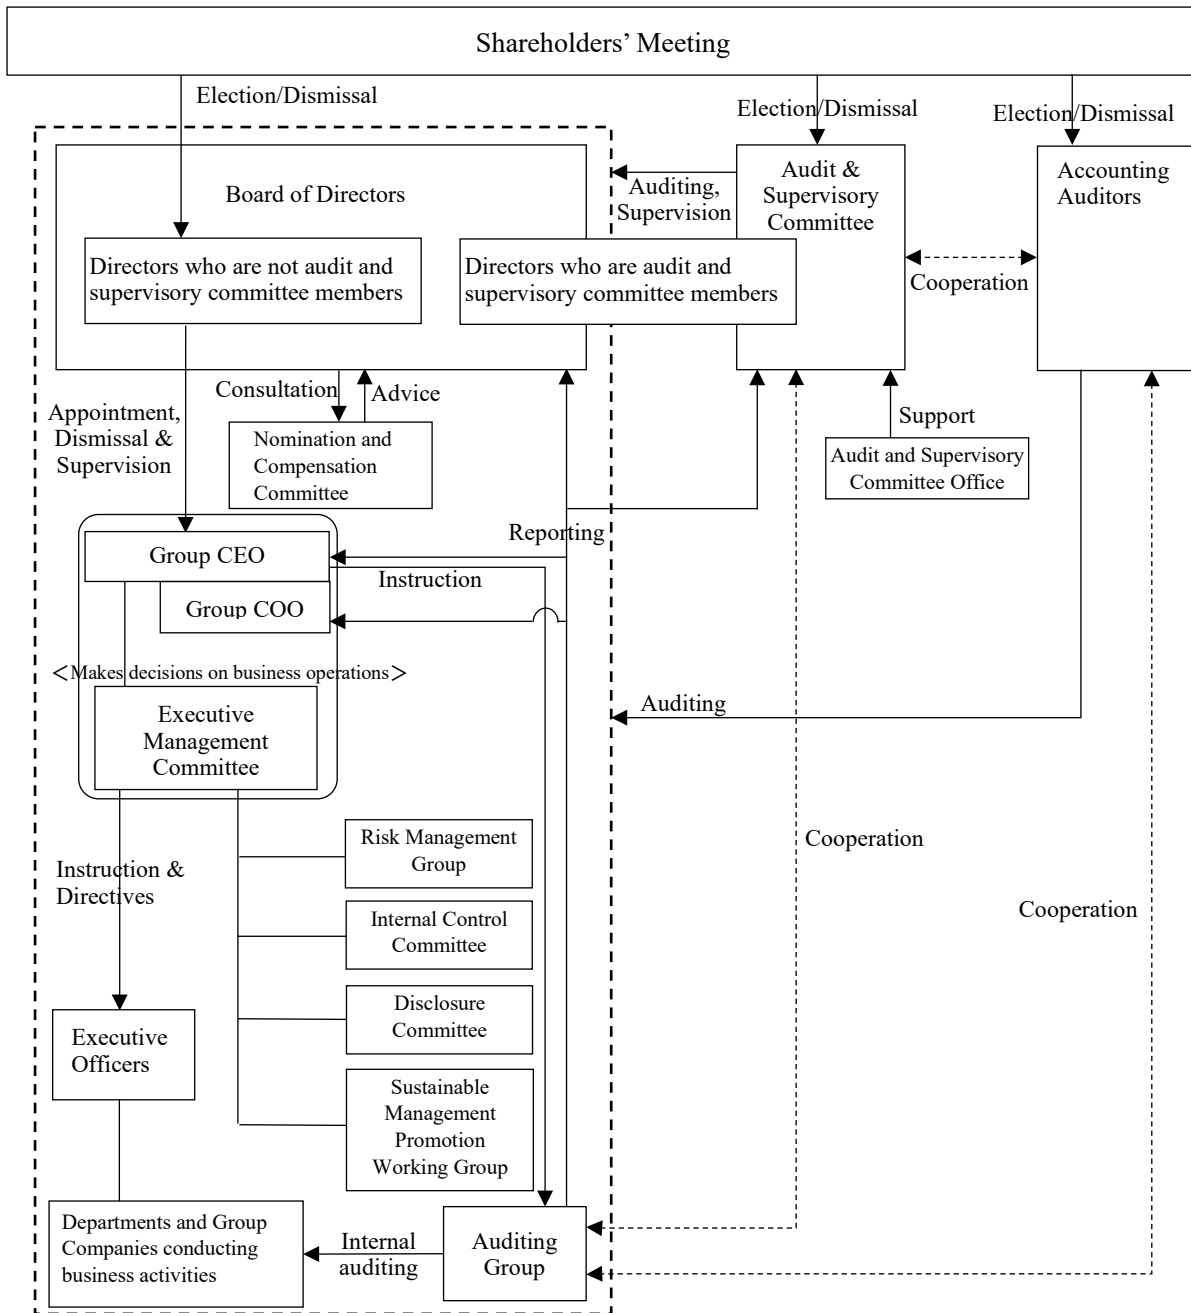 Shareholders’ Meeting
Election/Dismissal
Election/Dismissal
Election/Dismissal
Board of Directors
Auditing,
Supervision
Audit &
Supervisory
Committee
Accounting
Auditors
Directors who are not audit and
supervisory committee members
Directors who are audit and
supervisory committee members
Cooperation
Consultation
Advice
Appointment,
Dismissal &
Supervision
Nomination and
Compensation
Committee
Support
Audit and Supervisory
Committee Office
Reporting
Group CEO
Instruction
Group COO
<Makes decisions on business operations>
Executive
Management
Committee
Auditing
Risk Management
Group
Cooperation
Instruction &
Directives
Internal Control
Committee
Cooperation
Disclosure
Committee
Executive
Officers
Sustainable
Management
Promotion
Working Group
Departments and Group
Companies conducting
business activities
Internal
auditing
Auditing
Group